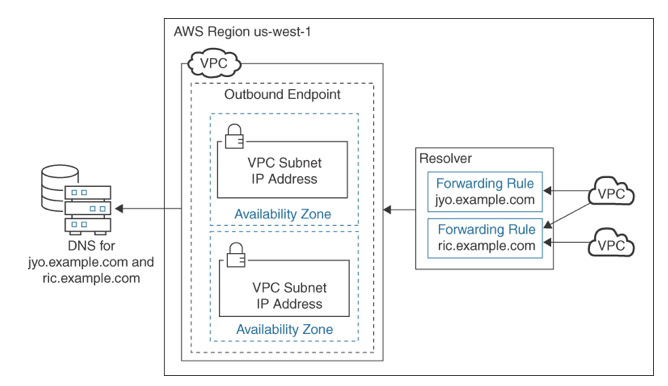 AWS Region us-west-1
VPC
Outbound Endpoint
VPC Subnet
IP Address
Availability Zone
VPC Subnet
IP Address
Availability Zone
Resolver
Forwarding Rule
jyo.example.com
Forwarding Rule
ric.example.com
VPC
VPC
DNS for
jyo.example.com and
ric.example.com